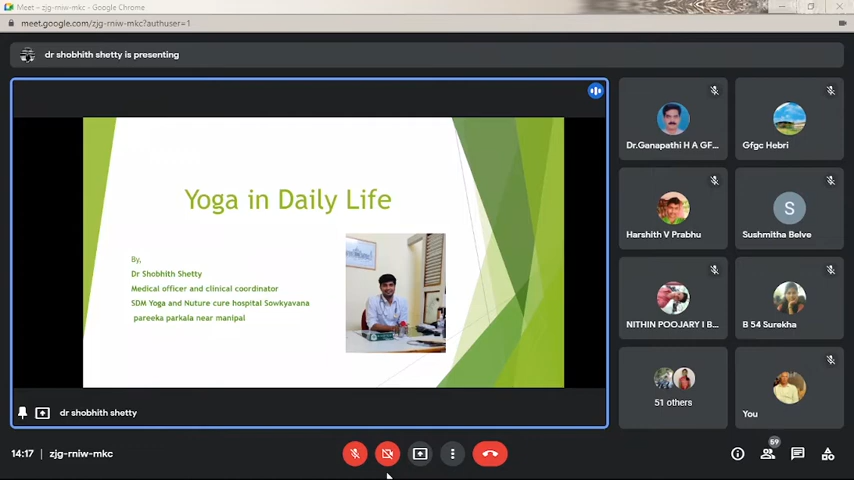 Meet – zjg-rniw-mkc - Google Chrome
meet.google.com/zjg-rniw-mkc?authuser=1
dr shobhith shetty is presenting
Yoga in Daily Life
By,
Dr Shobhith Shetty
Medical officer and clinical coordinator
SDM Yoga and Nuture cure hospital Sowkyavana
pareeka parkala near manipal
dr shobhith shetty
Dr.Ganapathi H A GF...
Gfgc Hebri
Harshith V Prabhu
S
Sushmitha Belve
NITHIN POOJARY I B...
B 54 Surekha
51 others
You
14:17 | zjg-rniw-mkc
59